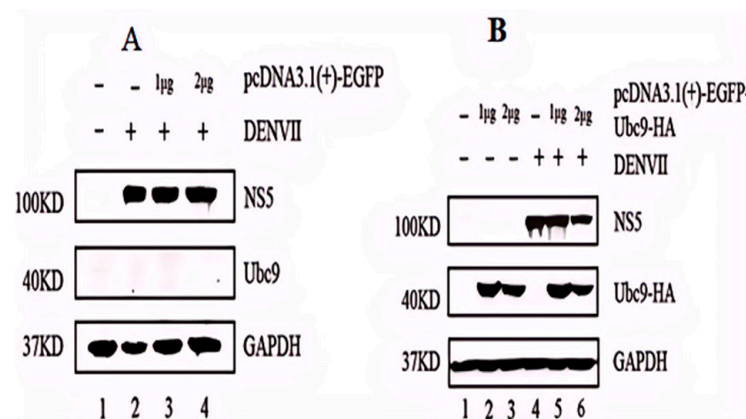 A
- - 1μg 2μg pcDNA3.1(+)-EGFP
- + + + DENVII
100KD NS5
40KD Ubc9
37KD GAPDH
1 2 3 4
B
pcDNA3.1(+)-EGFP-
- 1μg 2μg - 1μg 2μg Ubc9-HA
- - - + + + DENVII
100KD NS5
40KD Ubc9-HA
37KD GAPDH
1 2 3 4 5 6